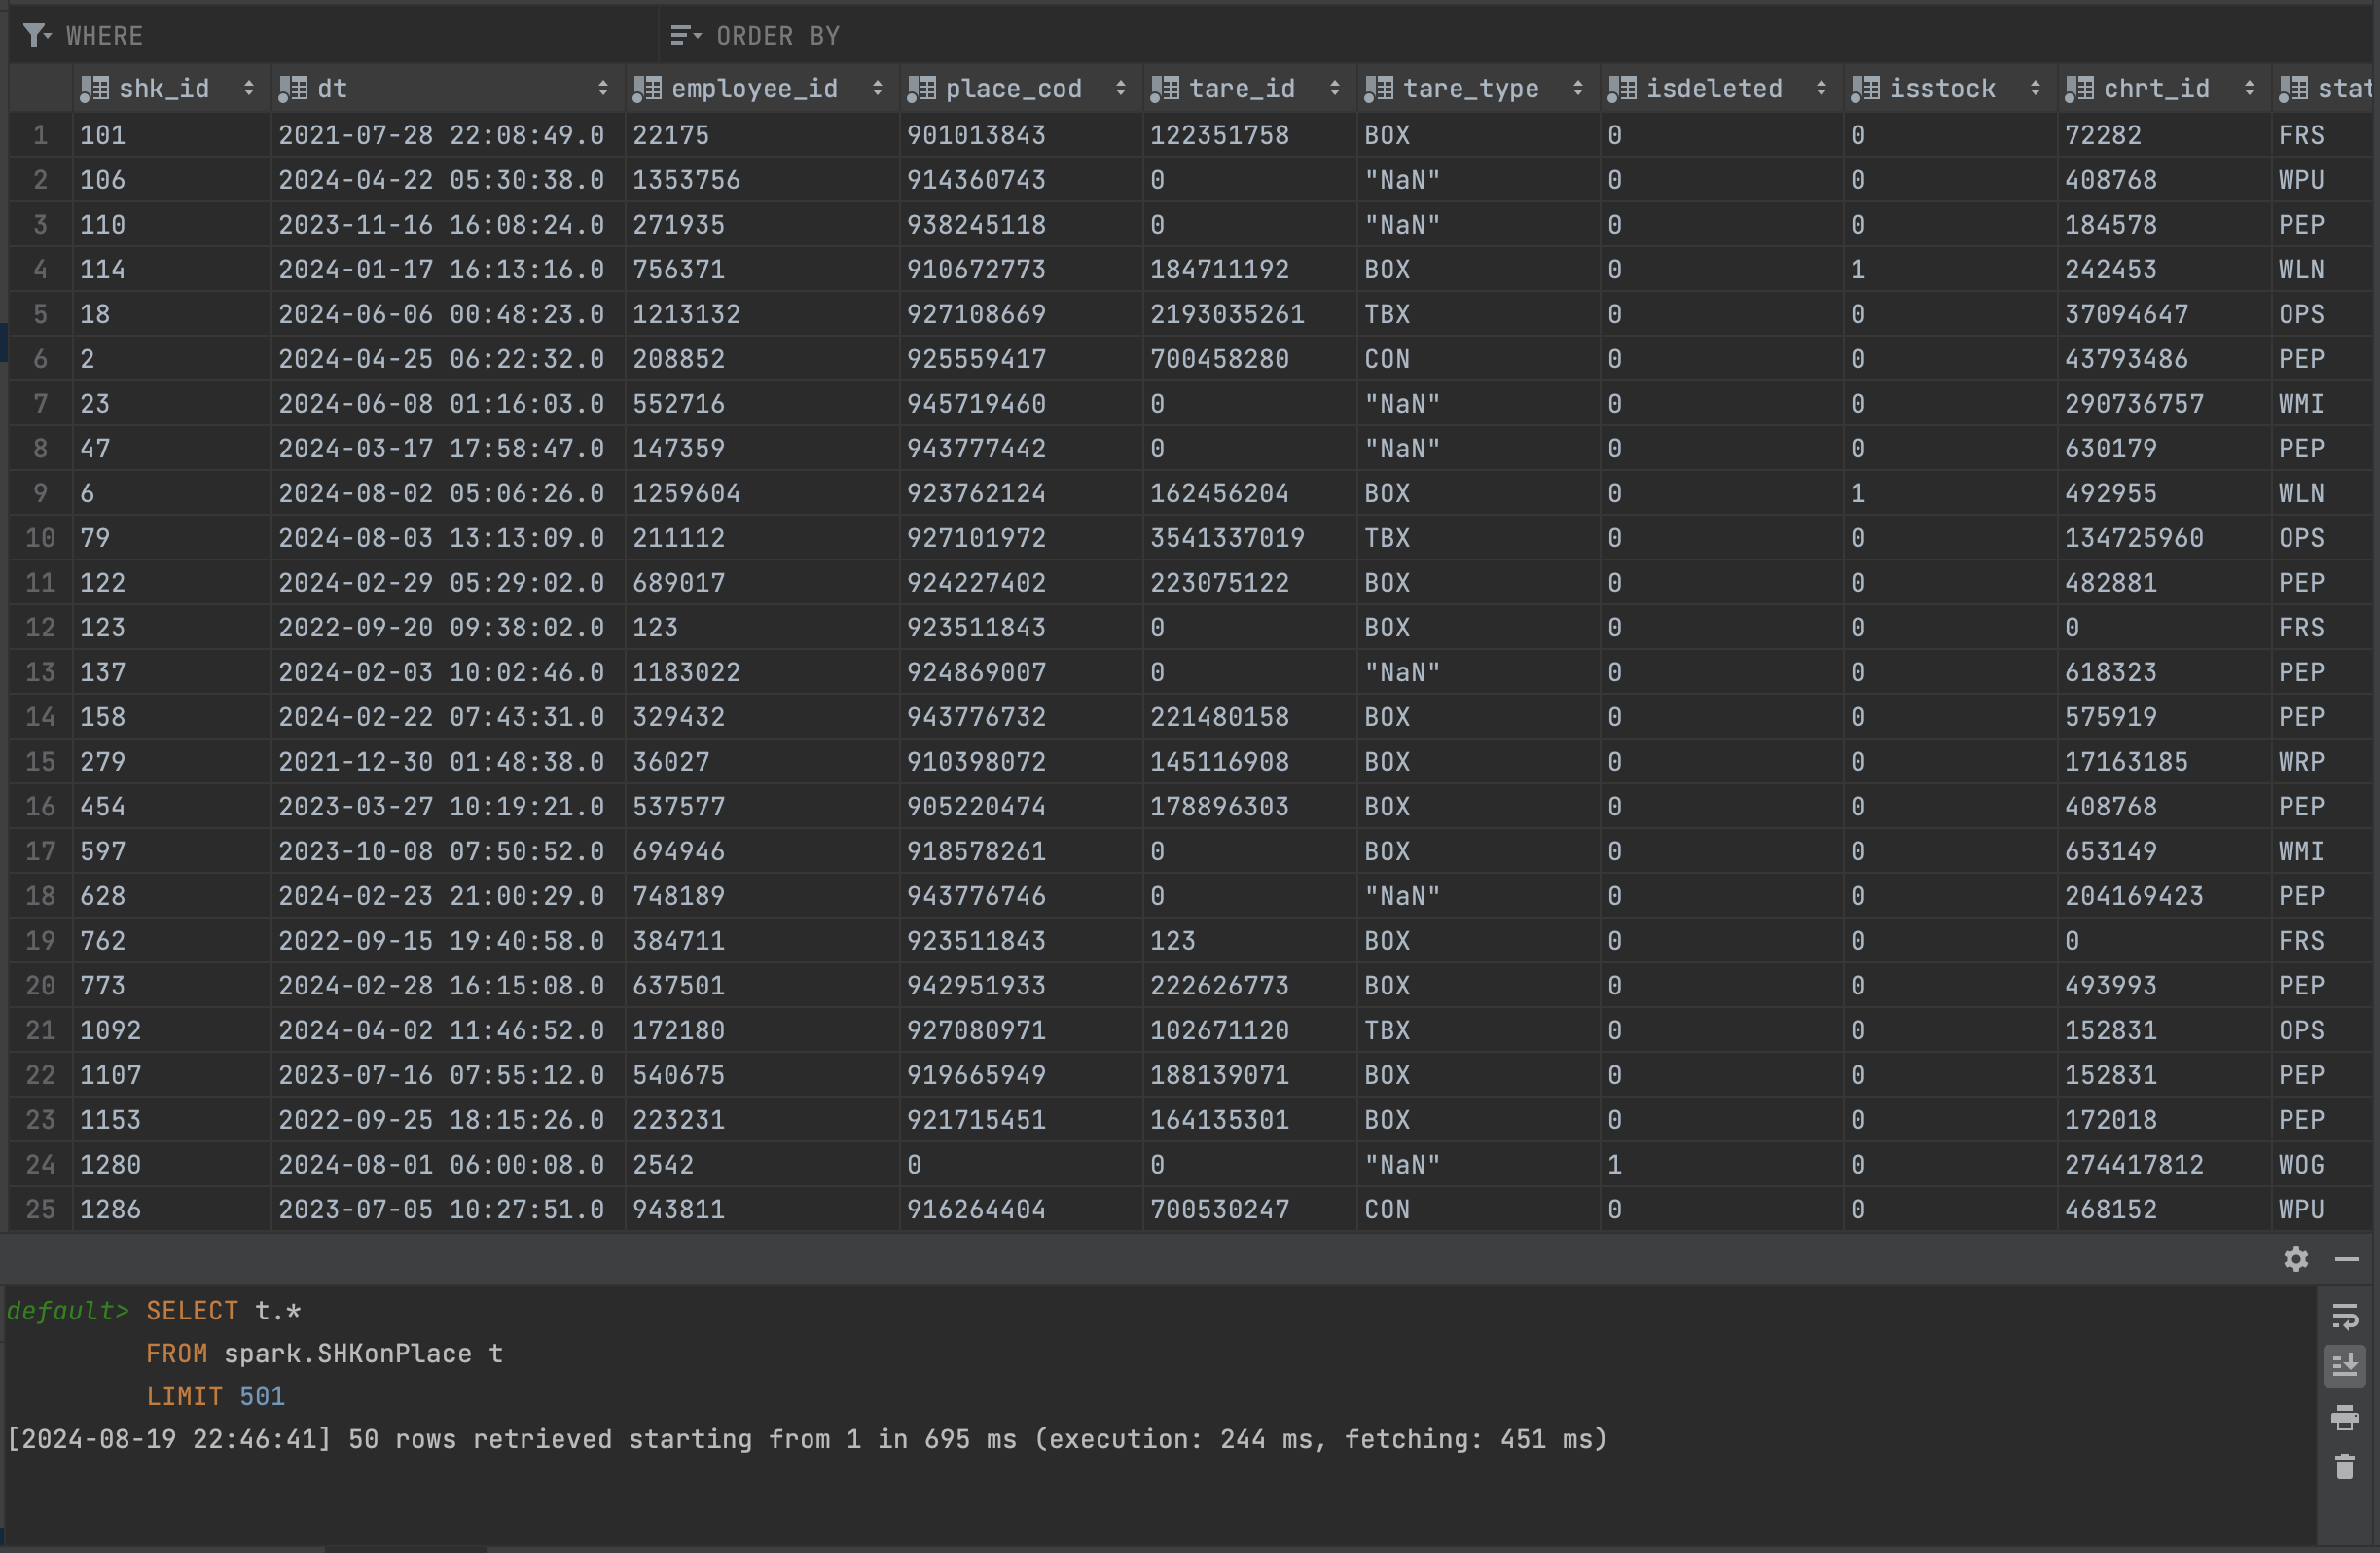 WHERE ORDER BY
shk_id dt employee_id place_cod tare_id tare_type isdeleted isstock chrt_id stat
1 101 2021-07-28 22:08:49.0 22175 901013843 122351758 BOX 0 0 72282 FRS
2 106 2024-04-22 05:30:38.0 1353756 914360743 0 "NaN" 0 0 408768 WPU
3 110 2023-11-16 16:08:24.0 271935 938245118 0 "NaN" 0 0 184578 PEP
4 114 2024-01-17 16:13:16.0 756371 910672773 184711192 BOX 0 1 242453 WLN
5 18 2024-06-06 00:48:23.0 1213132 927108669 2193035261 TBX 0 0 37094647 OPS
6 2 2024-04-25 06:22:32.0 208852 925559417 700458280 CON 0 0 43793486 PEP
7 23 2024-06-08 01:16:03.0 552716 945719460 0 "NaN" 0 0 290736757 WMI
8 47 2024-03-17 17:58:47.0 147359 943777442 0 "NaN" 0 0 630179 PEP
9 6 2024-08-02 05:06:26.0 1259604 923762124 162456204 BOX 0 1 492955 WLN
10 79 2024-08-03 13:13:09.0 211112 927101972 3541337019 TBX 0 0 134725960 OPS
11 122 2024-02-29 05:29:02.0 689017 924227402 223075122 BOX 0 0 482881 PEP
12 123 2022-09-20 09:38:02.0 123 923511843 0 BOX 0 0 0 FRS
13 137 2024-02-03 10:02:46.0 1183022 924869007 0 "NaN" 0 0 618323 PEP
14 158 2024-02-22 07:43:31.0 329432 943776732 221480158 BOX 0 0 575919 PEP
15 279 2021-12-30 01:48:38.0 36027 910398072 145116908 BOX 0 0 17163185 WRP
16 454 2023-03-27 10:19:21.0 537577 905220474 178896303 BOX 0 0 408768 PEP
17 597 2023-10-08 07:50:52.0 694946 918578261 0 BOX 0 0 653149 WMI
18 628 2024-02-23 21:00:29.0 748189 943776746 0 "NaN" 0 0 204169423 PEP
19 762 2022-09-15 19:40:58.0 384711 923511843 123 BOX 0 0 0 FRS
20 773 2024-02-28 16:15:08.0 637501 942951933 222626773 BOX 0 0 493993 PEP
21 1092 2024-04-02 11:46:52.0 172180 927080971 102671120 TBX 0 0 152831 OPS
22 1107 2023-07-16 07:55:12.0 540675 919665949 188139071 BOX 0 0 152831 PEP
23 1153 2022-09-25 18:15:26.0 223231 921715451 164135301 BOX 0 0 172018 PEP
24 1280 2024-08-01 06:00:08.0 2542 0 0 "NaN" 1 0 274417812 WOG
25 1286 2023-07-05 10:27:51.0 943811 916264404 700530247 CON 0 0 468152 WPU
default> SELECT t.*
FROM spark.SHKonPlace t
LIMIT 501
[2024-08-19 22:46:41] 50 rows retrieved starting from 1 in 695 ms (execution: 244 ms, fetching: 451 ms)